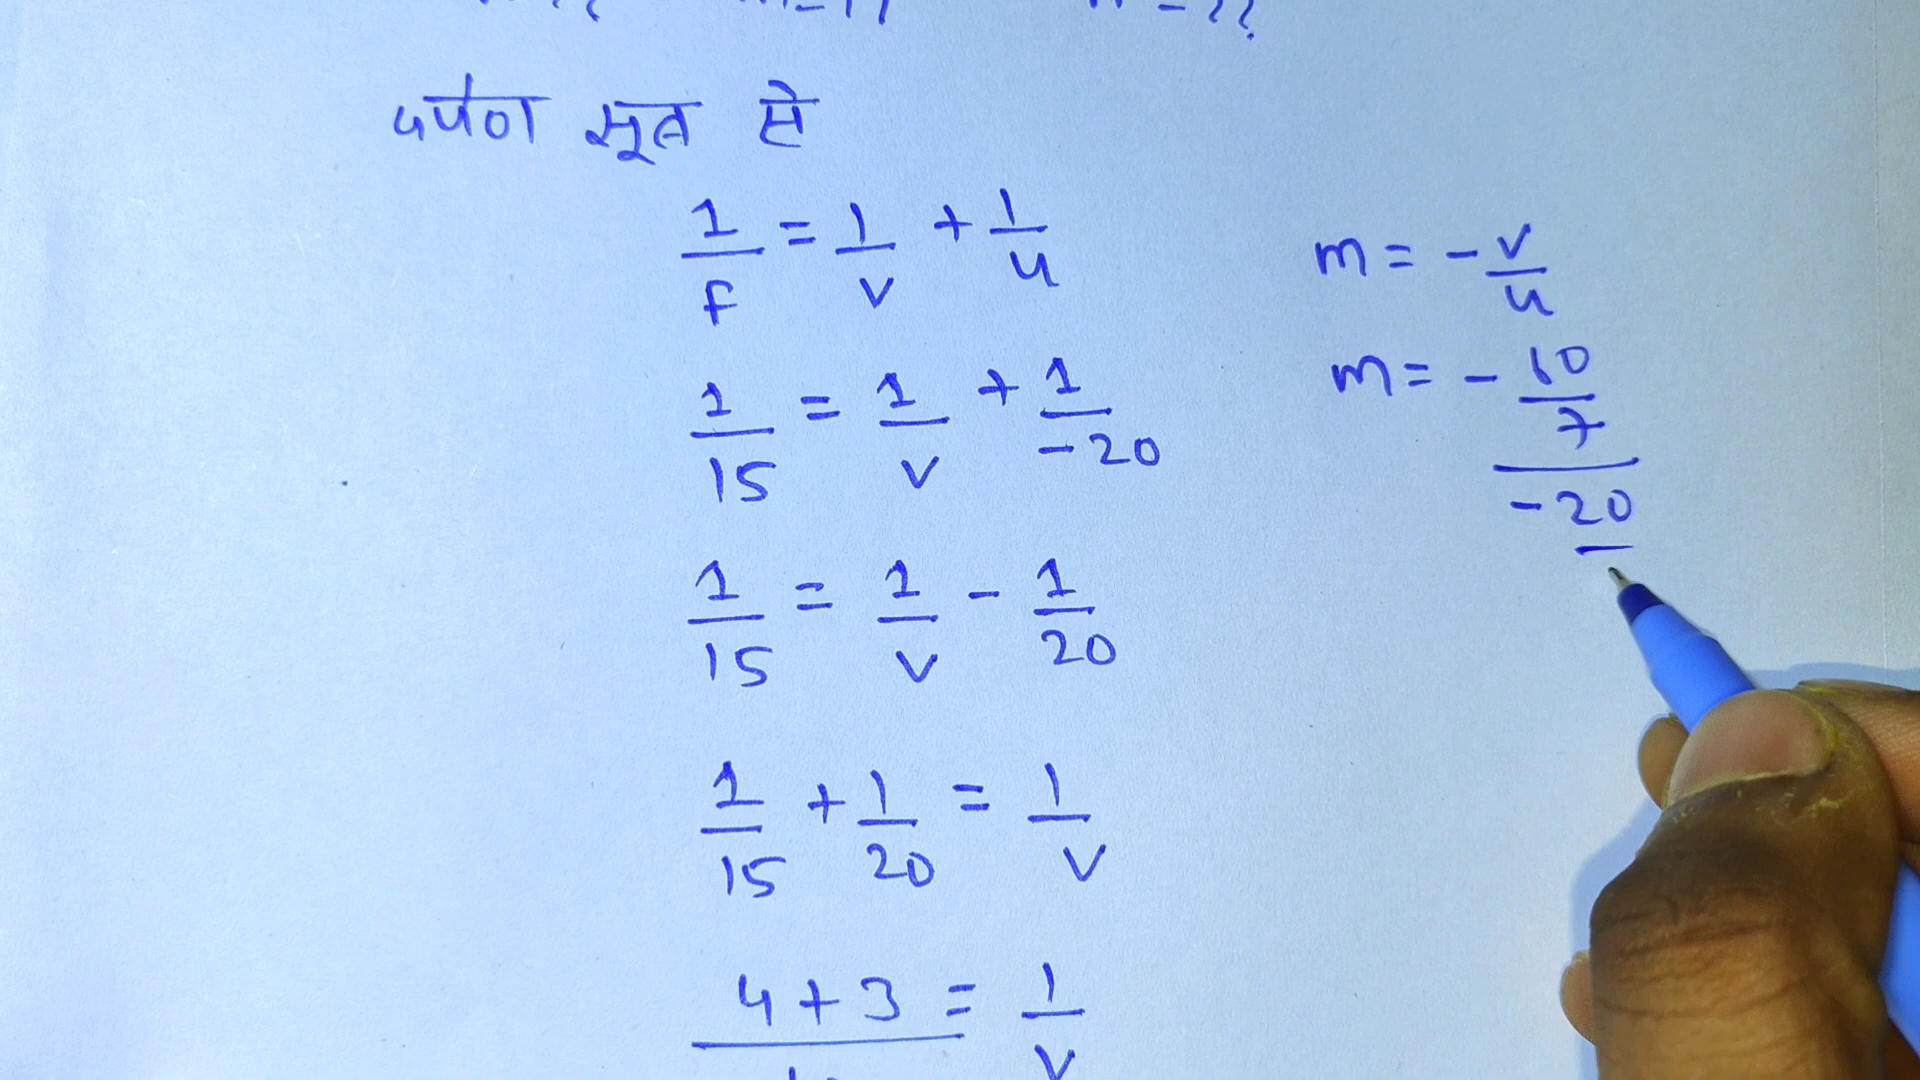 दर्पण सूत्र से
1/f = 1/v + 1/u
1/15 = 1/v + 1/-20
1/15 = 1/v - 1/20
1/15 + 1/20 = 1/v
4+3 = 1/v
m = -v/u
m = -60/7/-20